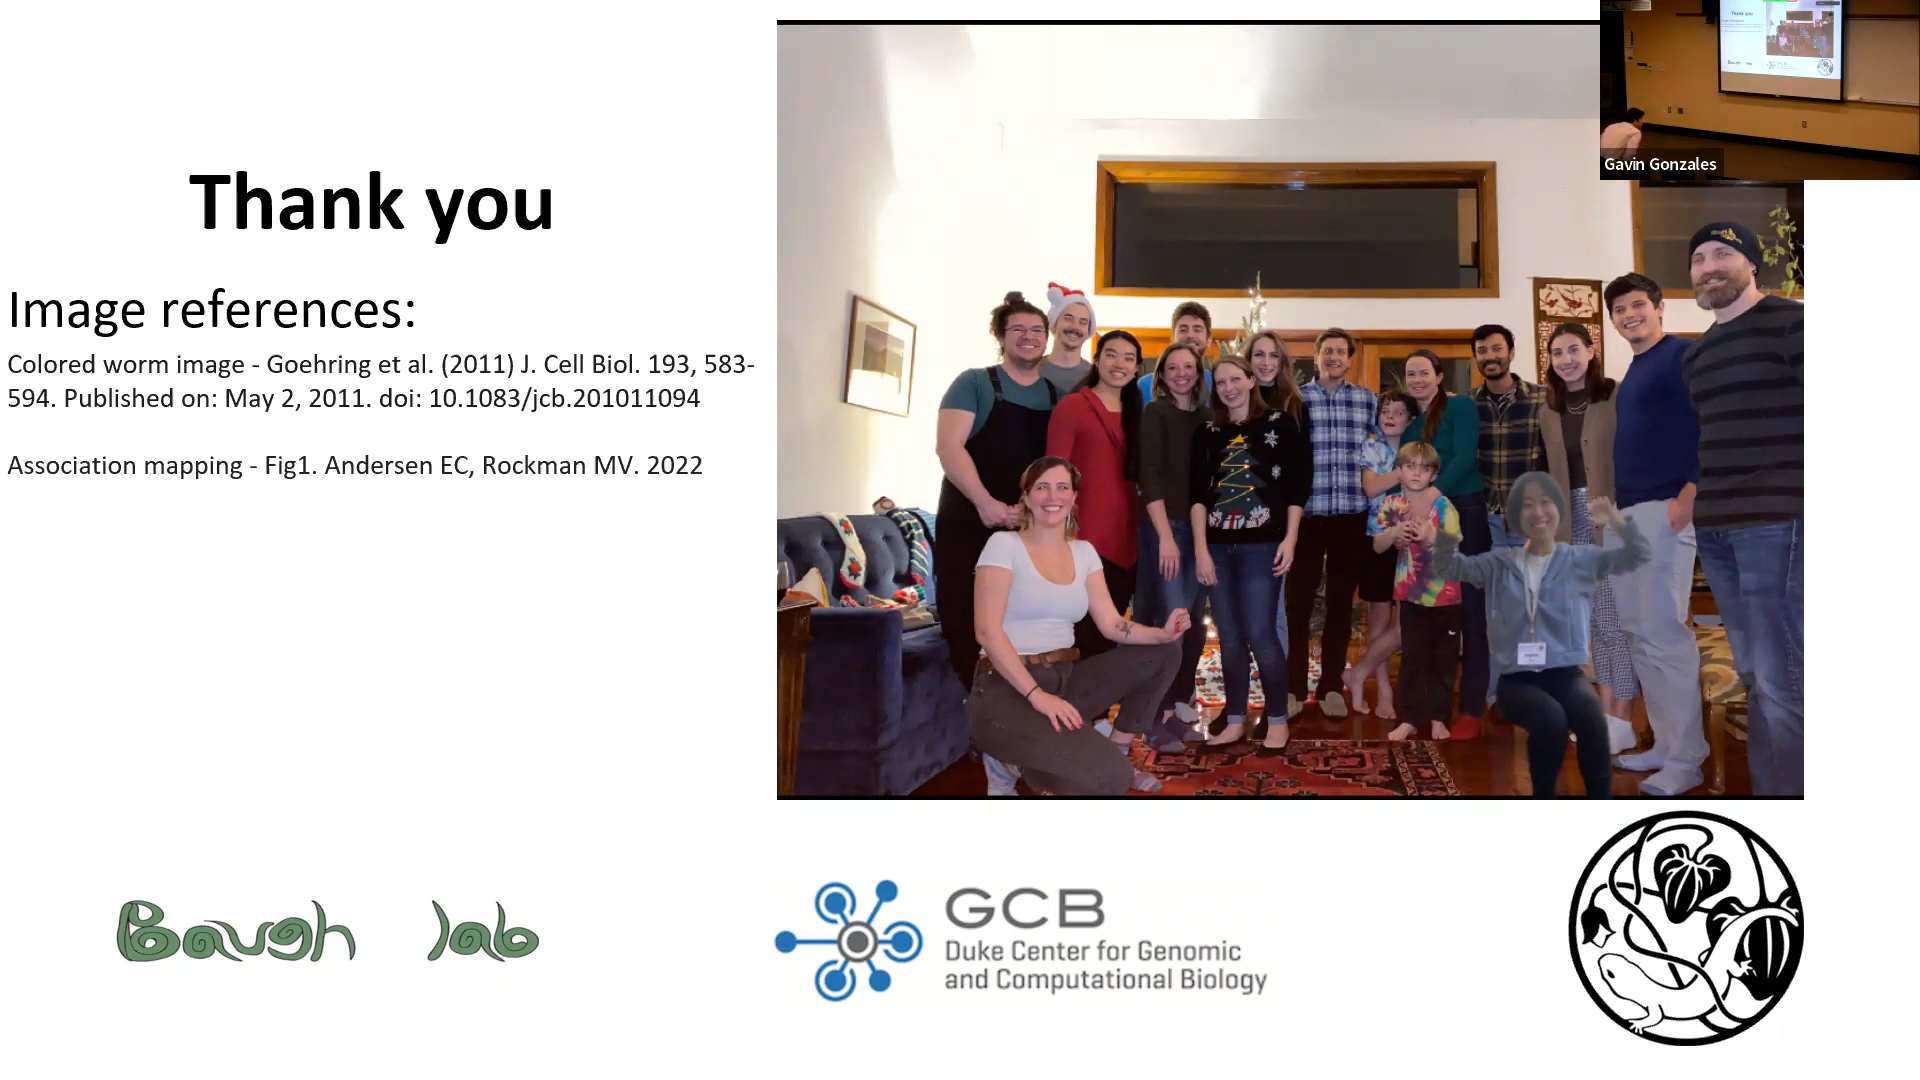 Thank you
Image references:
Colored worm image - Goehring et al. (2011) J. Cell Biol. 193, 583-
594. Published on: May 2, 2011. doi: 10.1083/jcb.201011094
Association mapping - Fig1. Andersen EC, Rockman MV. 2022
Gavin Gonzales
Baugh lab
GCB
Duke Center for Genomic
and Computational Biology
Thank you